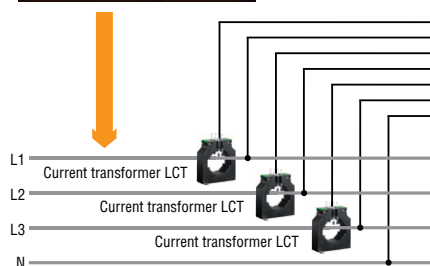 L1
Current transformer LCT
L2
Current transformer LCT
L3
Current transformer LCT
N